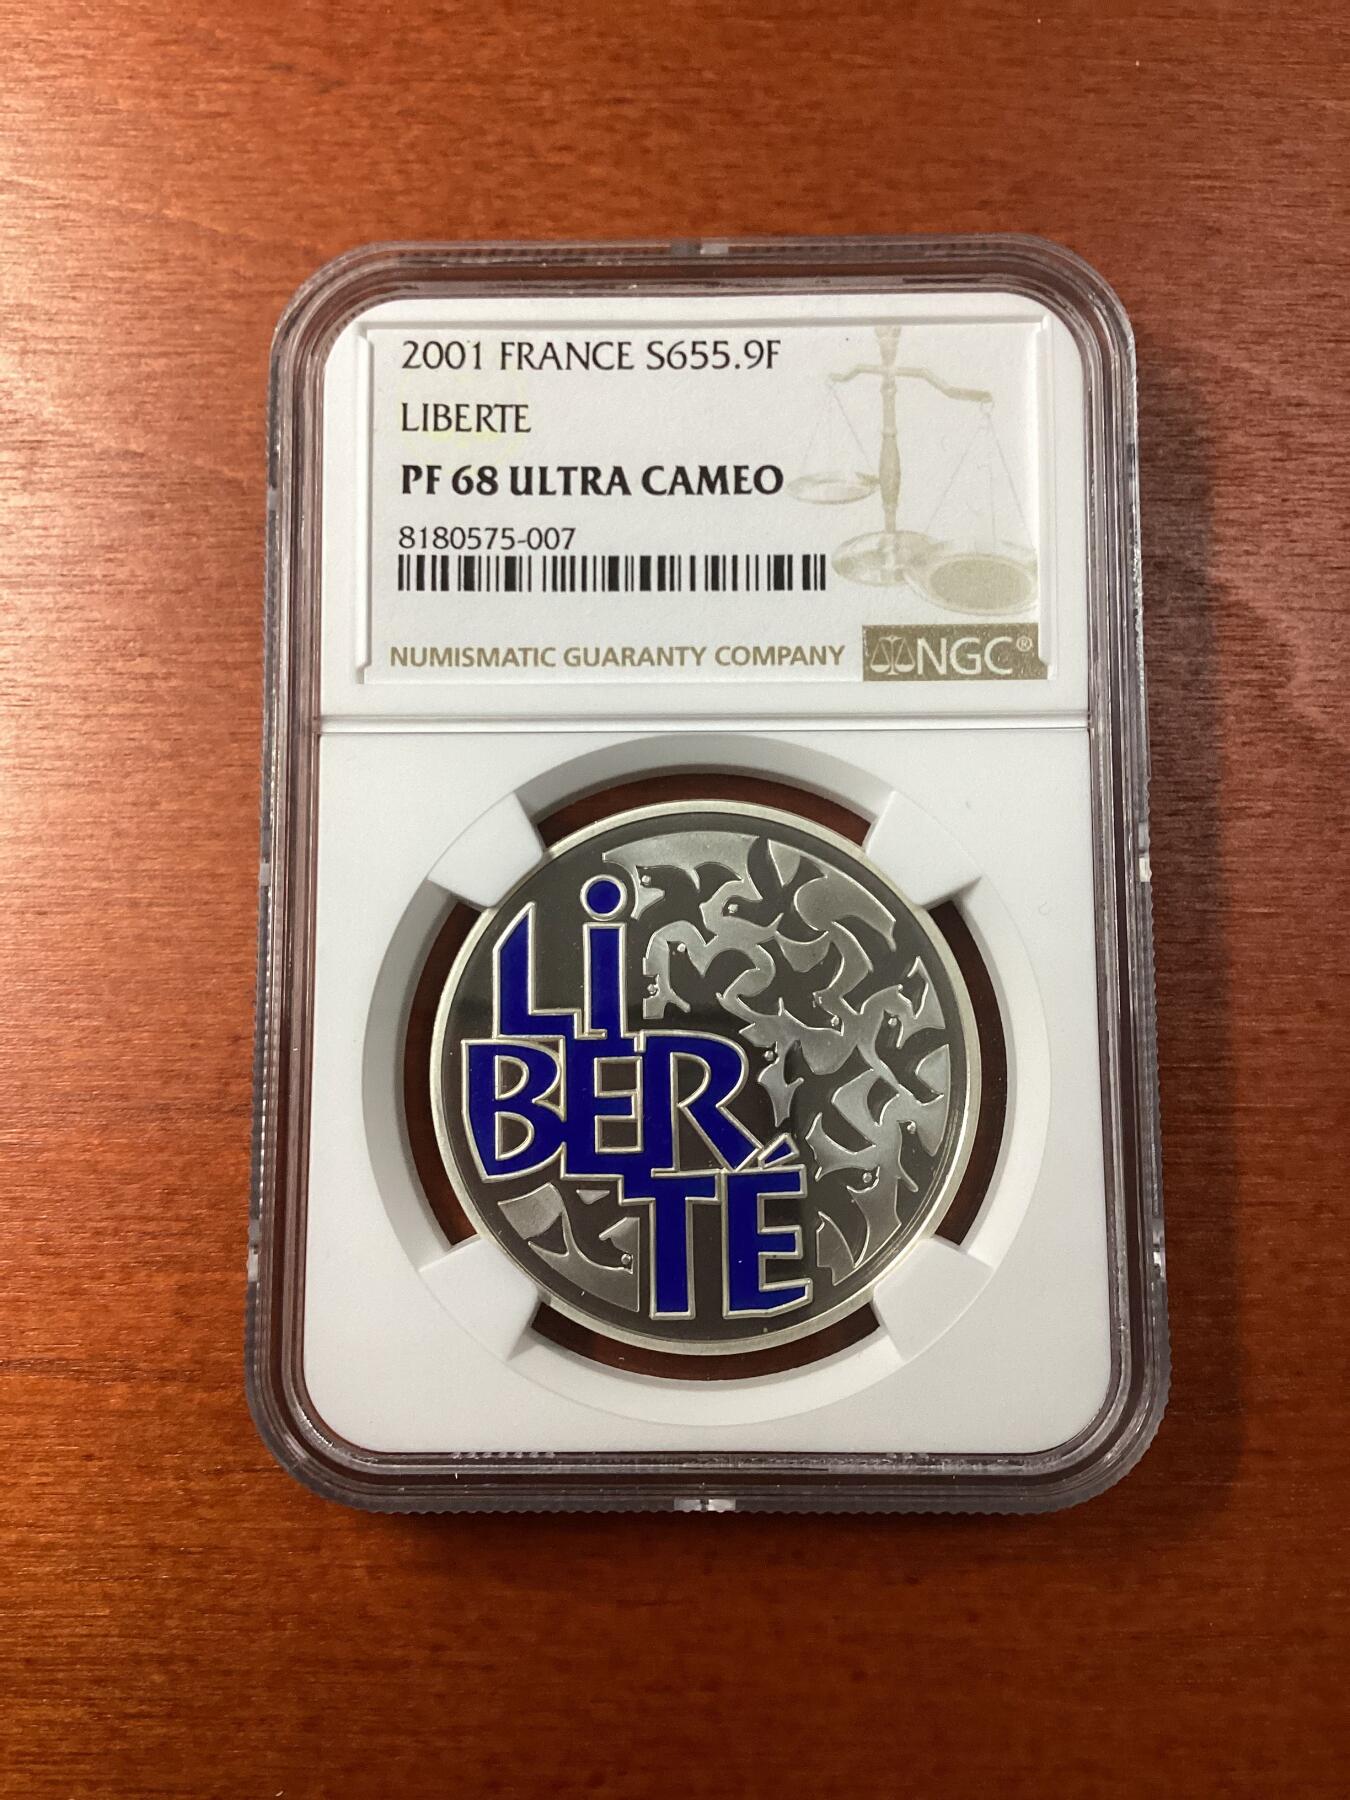 2001 FRANCE S655.9F
LIBERTE
PF 68 ULTRA CAMEO
8180575-007
NUMISMATIC GUARANTY COMPANY
NGC®
Li
BER
TÉ